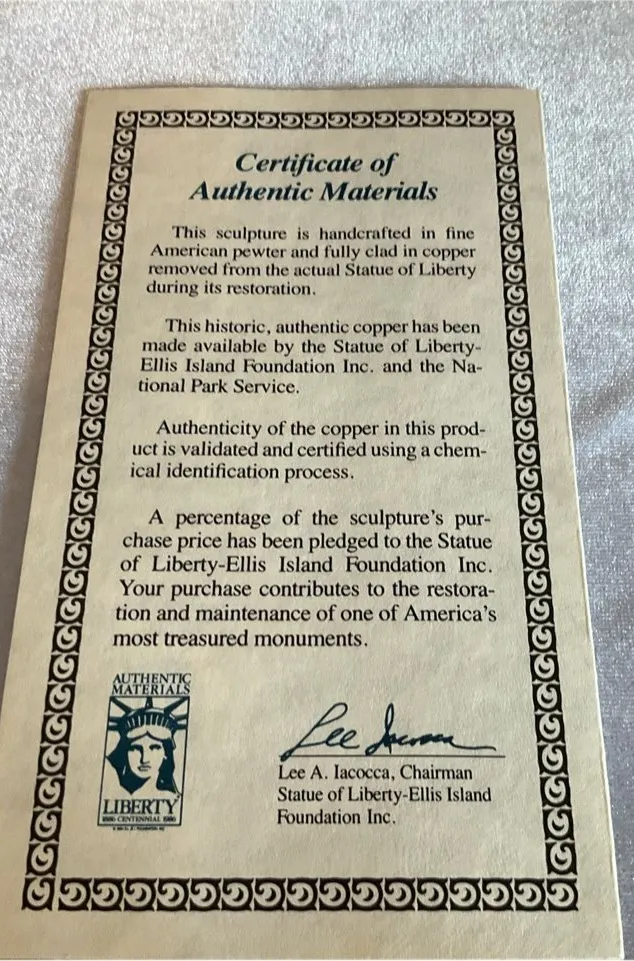 Certificate of
Authentic Materials
This sculpture is handcrafted in fine
American pewter and fully clad in copper
removed from the actual Statue of Liberty
during its restoration.
This historic, authentic copper has been
made available by the Statue of Liberty-
Ellis Island Foundation Inc. and the Na-
tional Park Service.
Authenticity of the copper in this prod-
uct is validated and certified using a chem-
ical identification process.
A percentage of the sculpture's pur-
chase price has been pledged to the Statue
of Liberty-Ellis Island Foundation Inc.
Your purchase contributes to the restora-
tion and maintenance of one of America's
most treasured monuments.
AUTHENTIC
MATERIALS
LIBERTY
1886 CENTENNIAL 1986
Lee Iacocca
Lee A. Iacocca, Chairman
Statue of Liberty-Ellis Island
Foundation Inc.